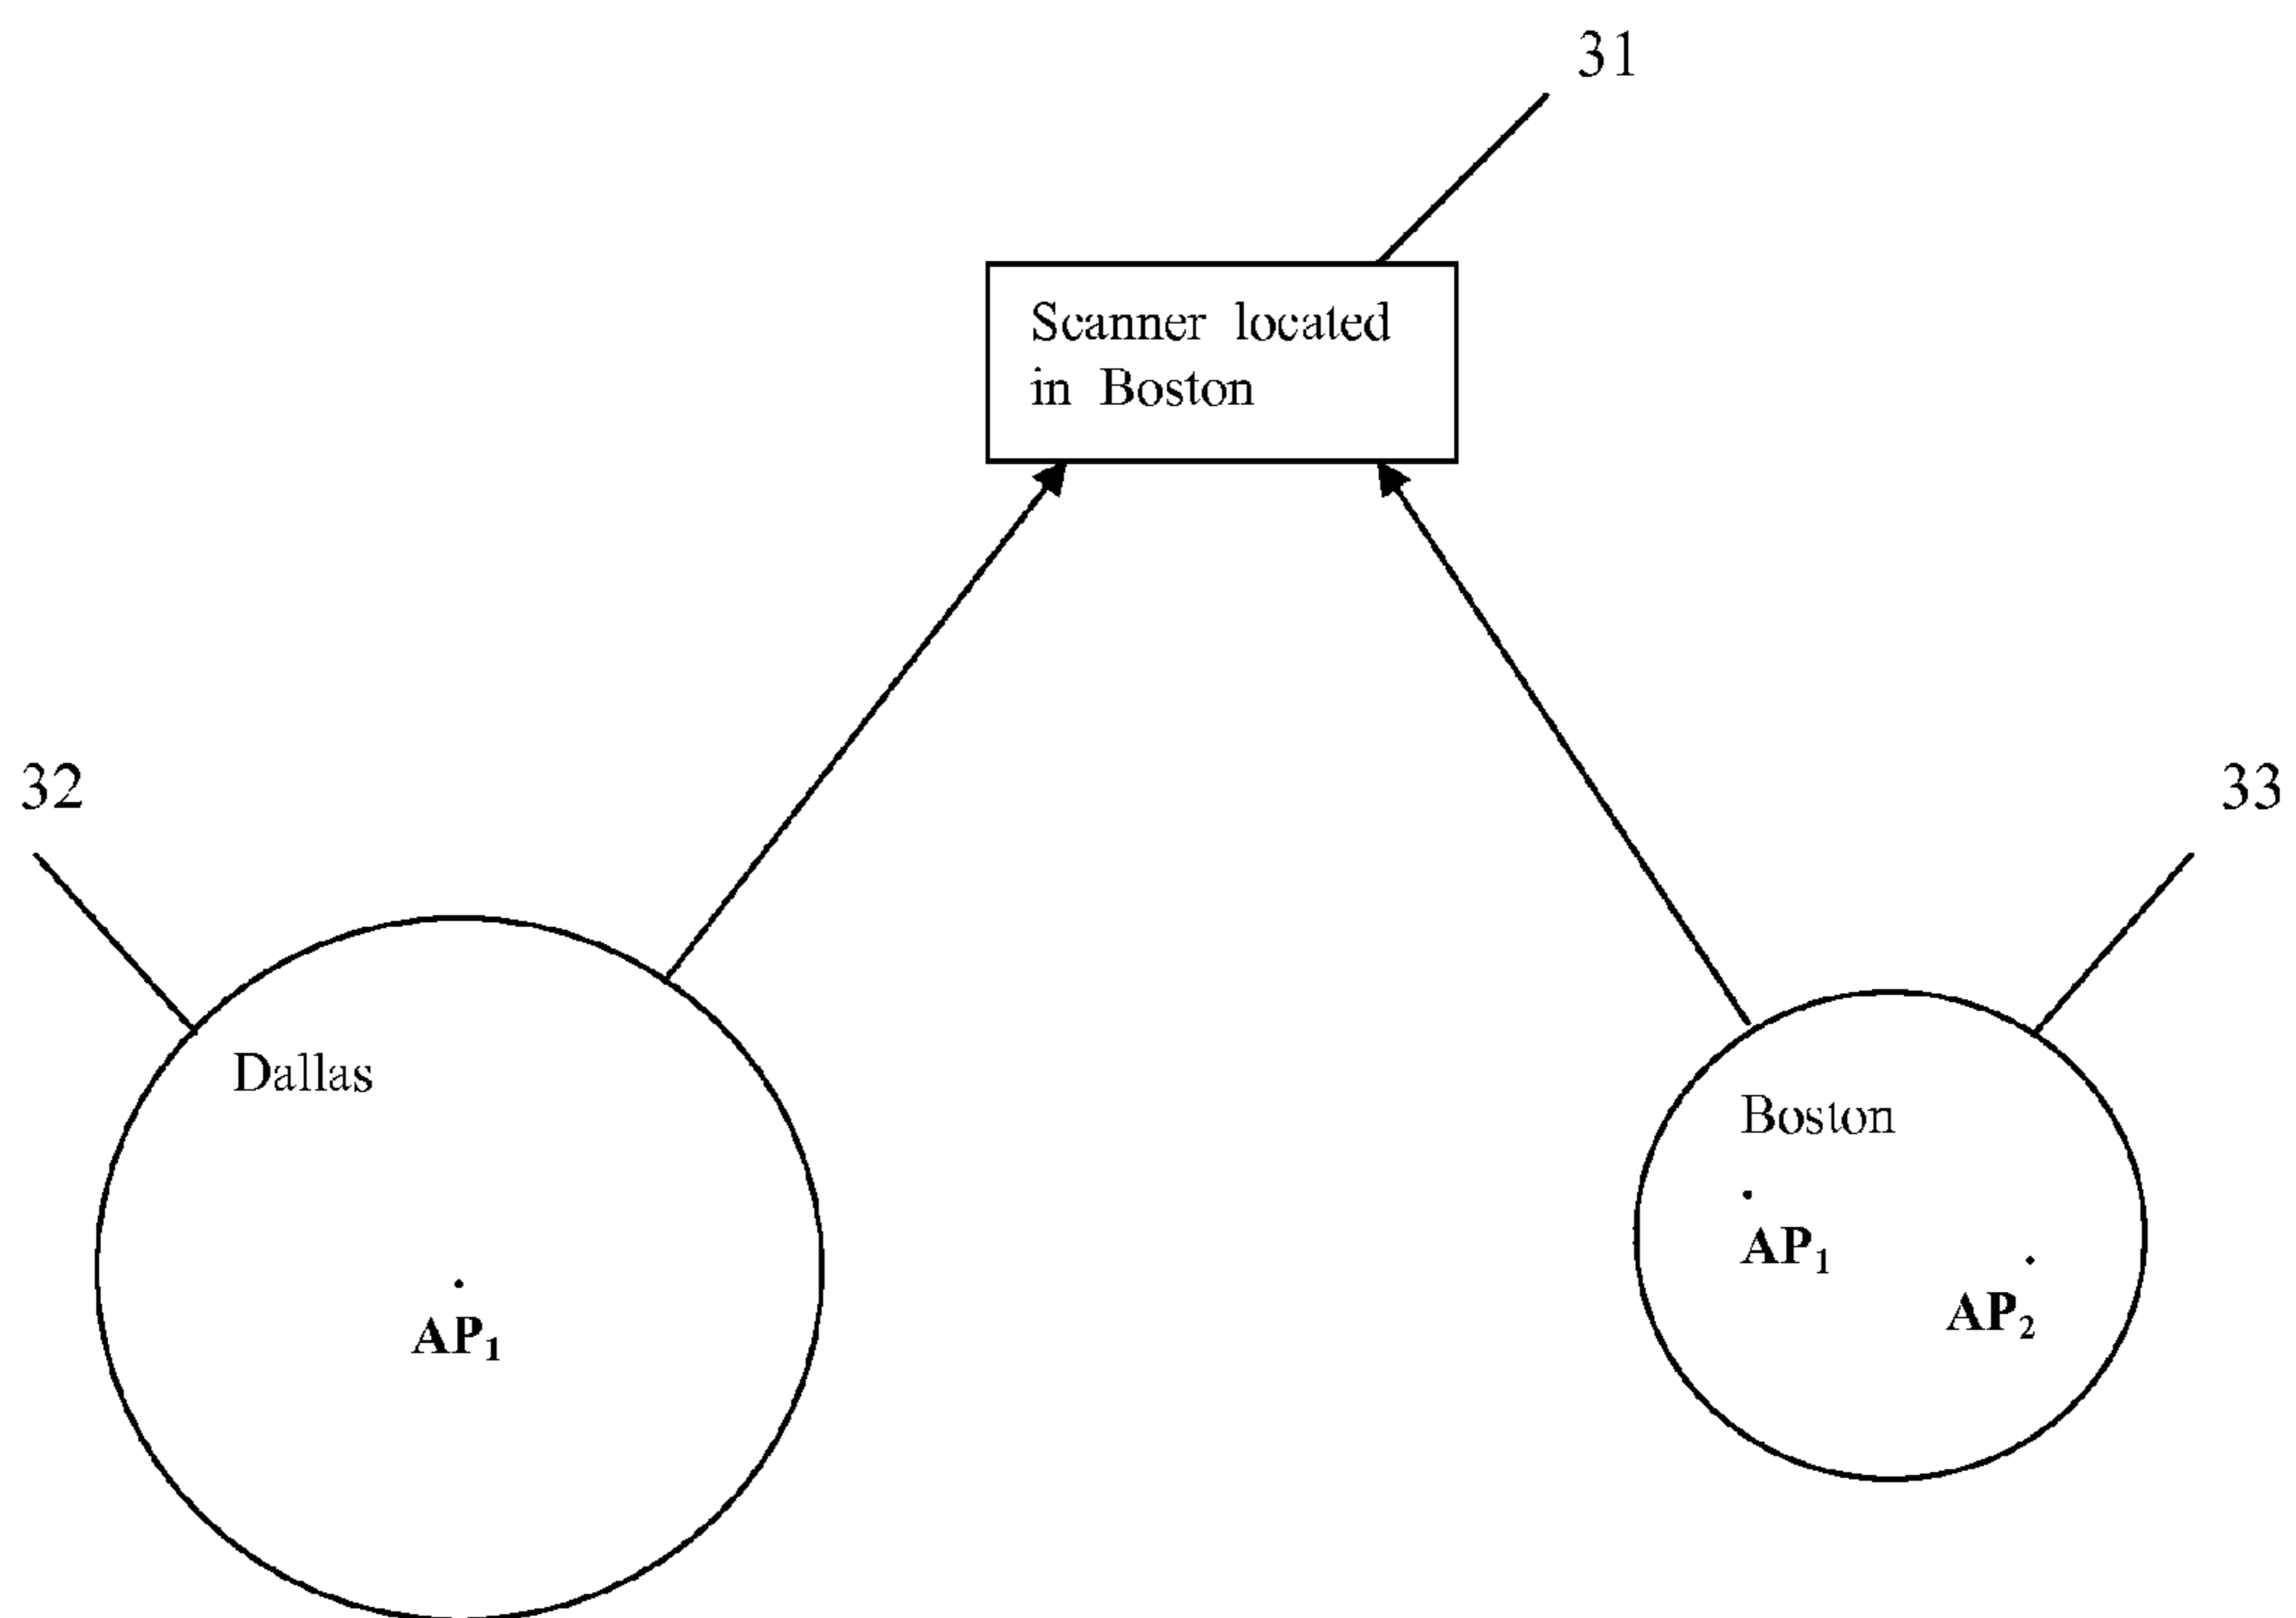 31
Scanner located
in Boston
32
33
Dallas
Boston
AP₁
AP₂
AP₁